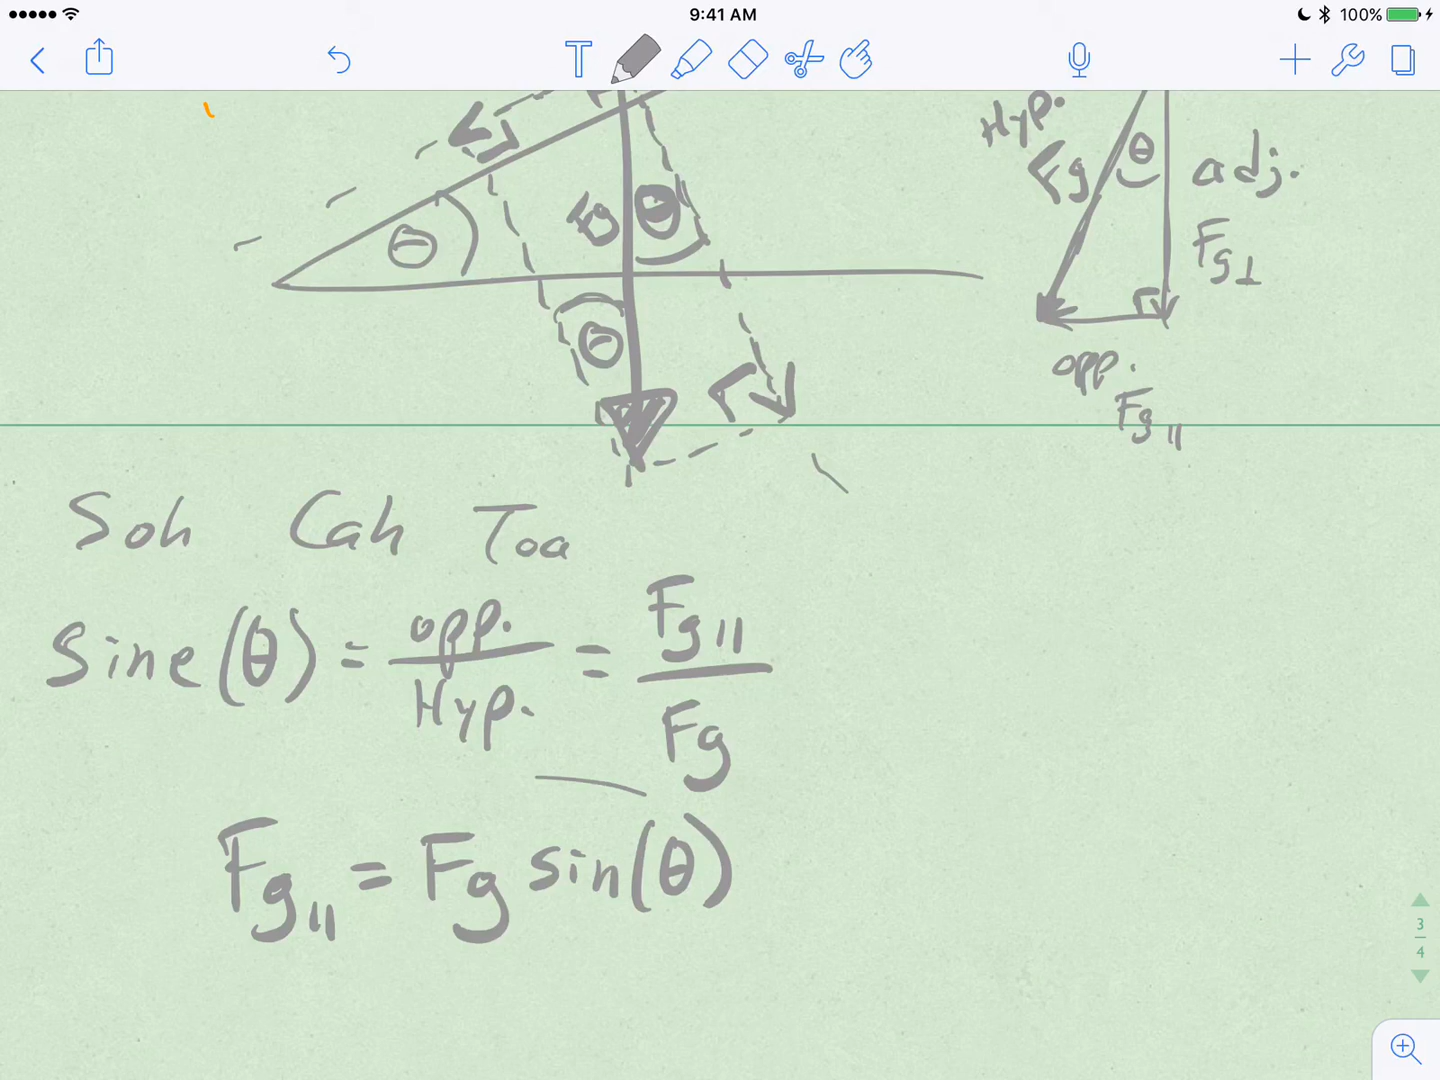 9:41 AM
100%
T
Hyp.
Fg
θ
adj.
Fg⊥
θ
Fg
θ
θ
opp.
Fg||
Soh Cah Toa
Sine(θ) = opp. / Hyp. = Fg|| / Fg
Fg|| = Fg sin(θ)
3
4